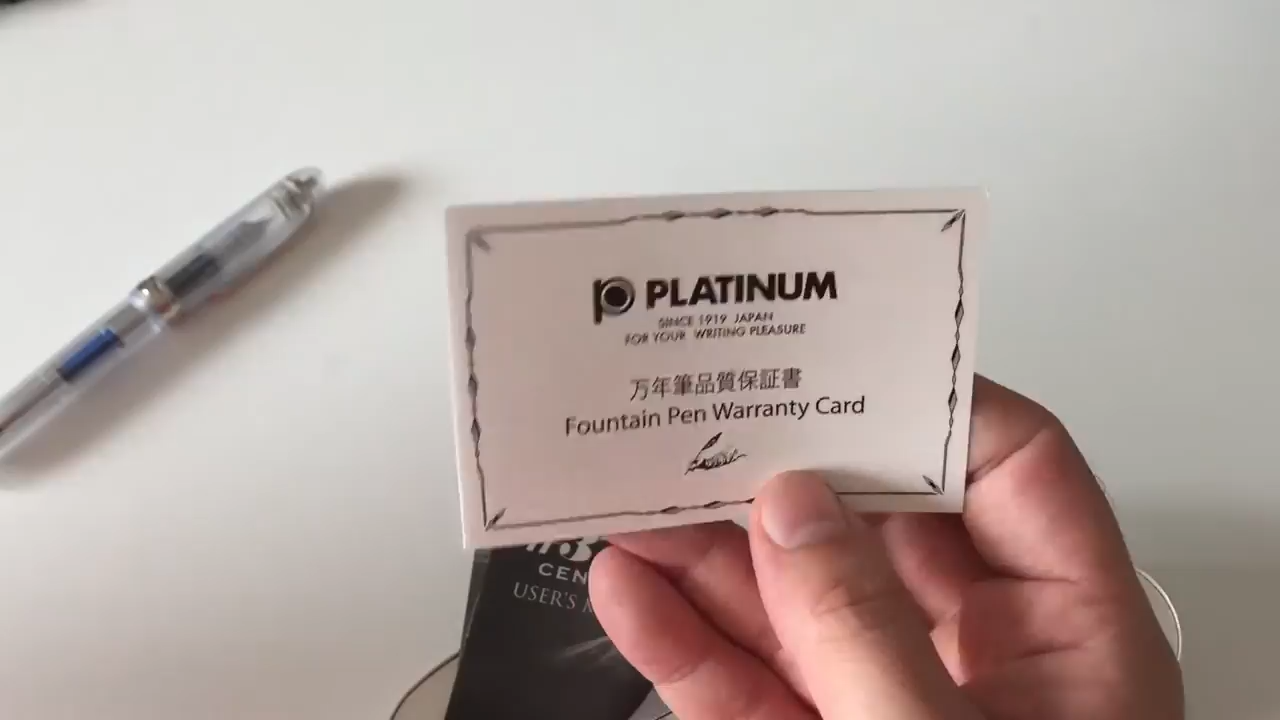 PLATINUM
SINCE 1919 JAPAN
FOR YOUR WRITING PLEASURE
万年筆品質保証書
Fountain Pen Warranty Card
CEN
USER'S